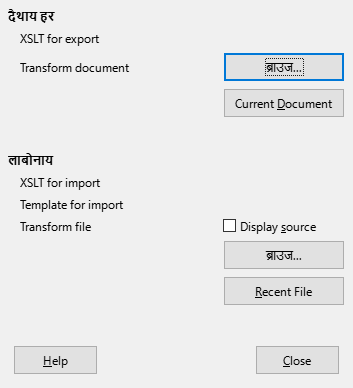 दैथाय हर
XSLT for export
Transform document
ब्राउज...
Current Document
लाबोनाय
XSLT for import
Template for import
Transform file
Display source
ब्राउज...
Recent File
Help
Close